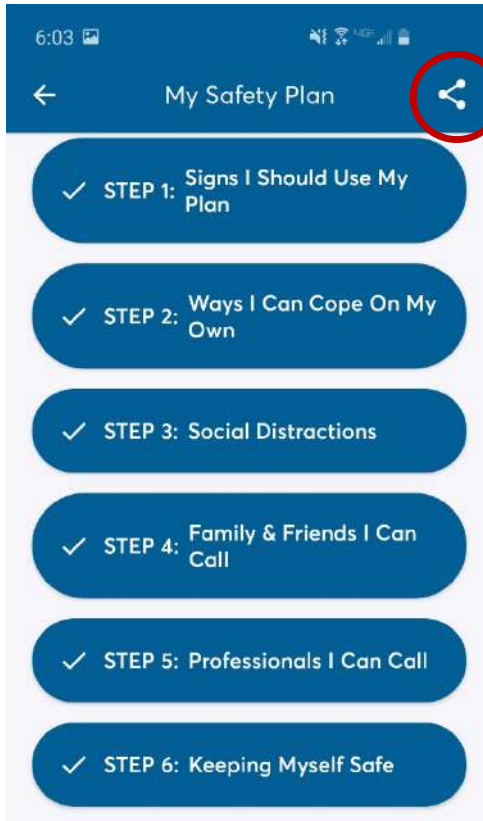 6:03
My Safety Plan
STEP 1: Signs I Should Use My
Plan
STEP 2: Ways I Can Cope On My
Own
STEP 3: Social Distractions
STEP 4: Family & Friends I Can
Call
STEP 5: Professionals I Can Call
STEP 6: Keeping Myself Safe